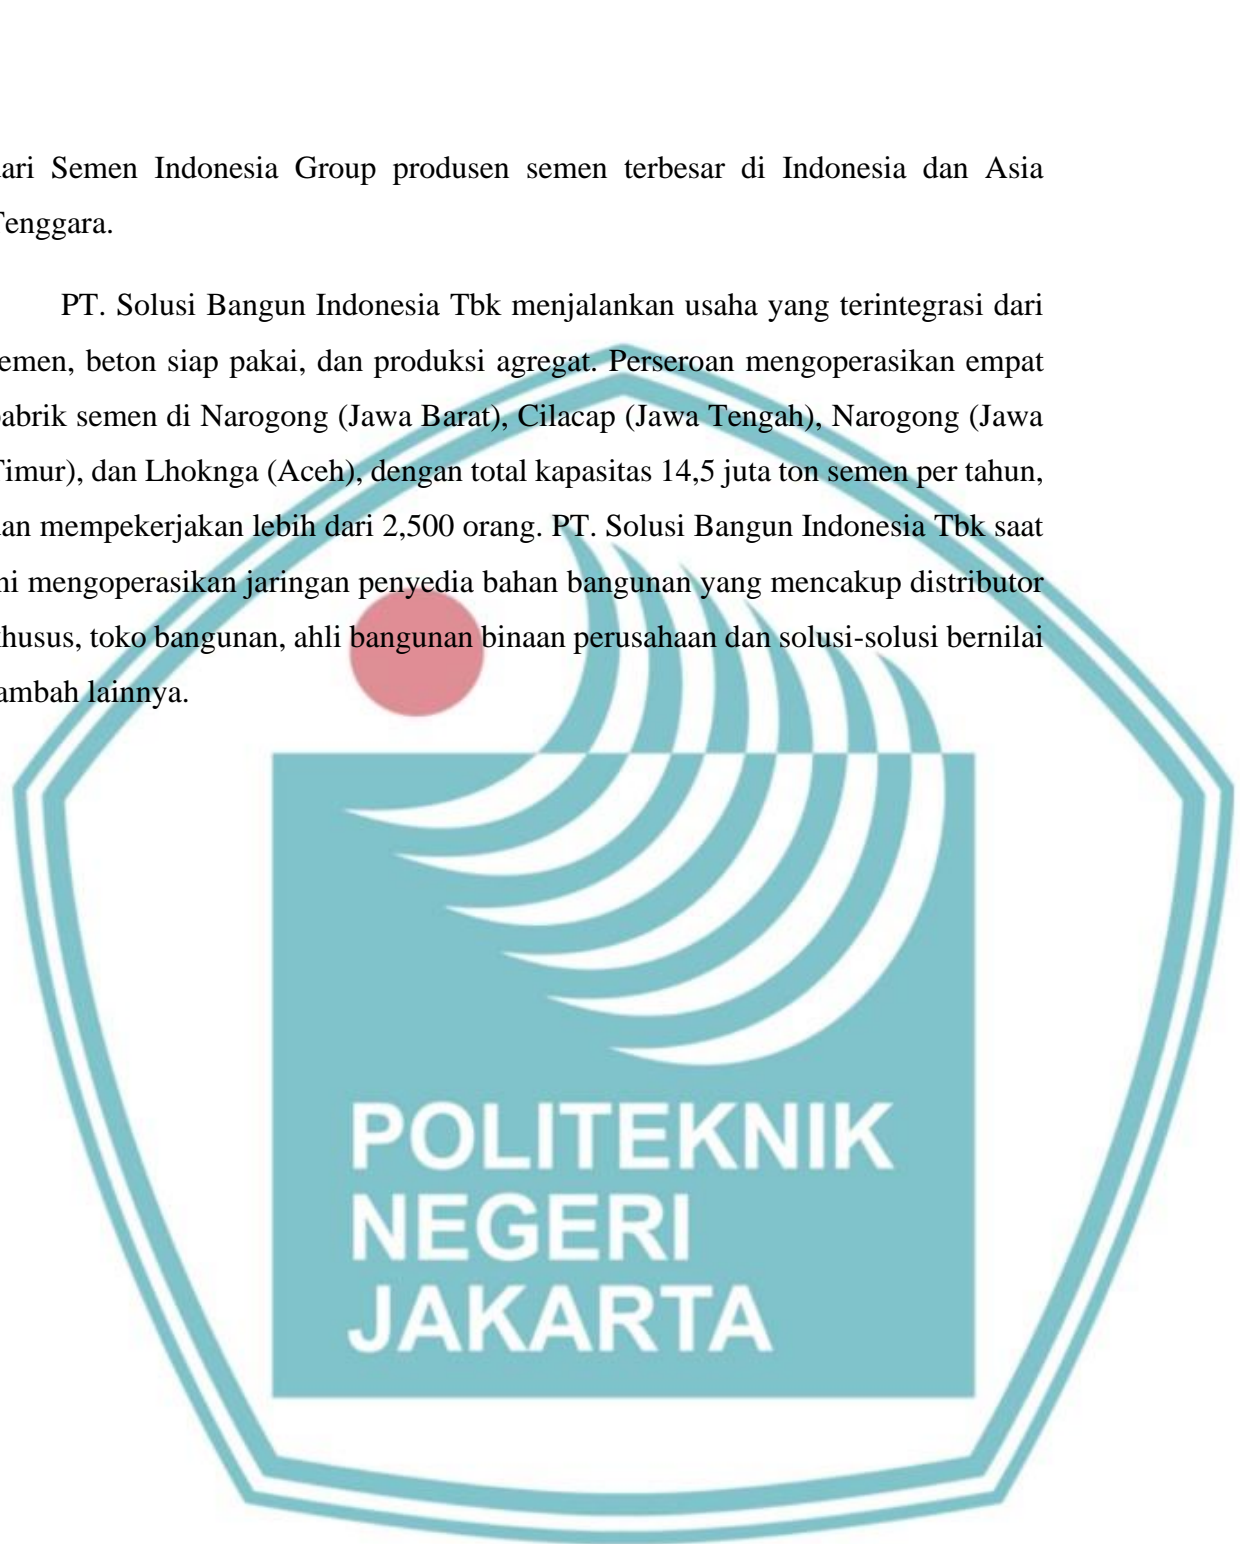 ari Semen Indonesia Group produsen semen terbesar di Indonesia dan Asia
Tenggara.
PT. Solusi Bangun Indonesia Tbk menjalankan usaha yang terintegrasi dari
emen, beton siap pakai, dan produksi agregat. Perseroan mengoperasikan empat
abrik semen di Narogong (Jawa Barat), Cilacap (Jawa Tengah), Narogong (Jawa
Timur), dan Lhoknga (Aceh), dengan total kapasitas 14,5 juta ton semen per tahun,
an mempekerjakan lebih dari 2,500 orang. PT. Solusi Bangun Indonesia Tbk saat
ni mengoperasikan jaringan penyedia bahan bangunan yang mencakup distributor
husus, toko bangunan, ahli bangunan binaan perusahaan dan solusi-solusi bernilai
ambah lainnya.
POLITEKNIK
NEGERI
JAKARTA